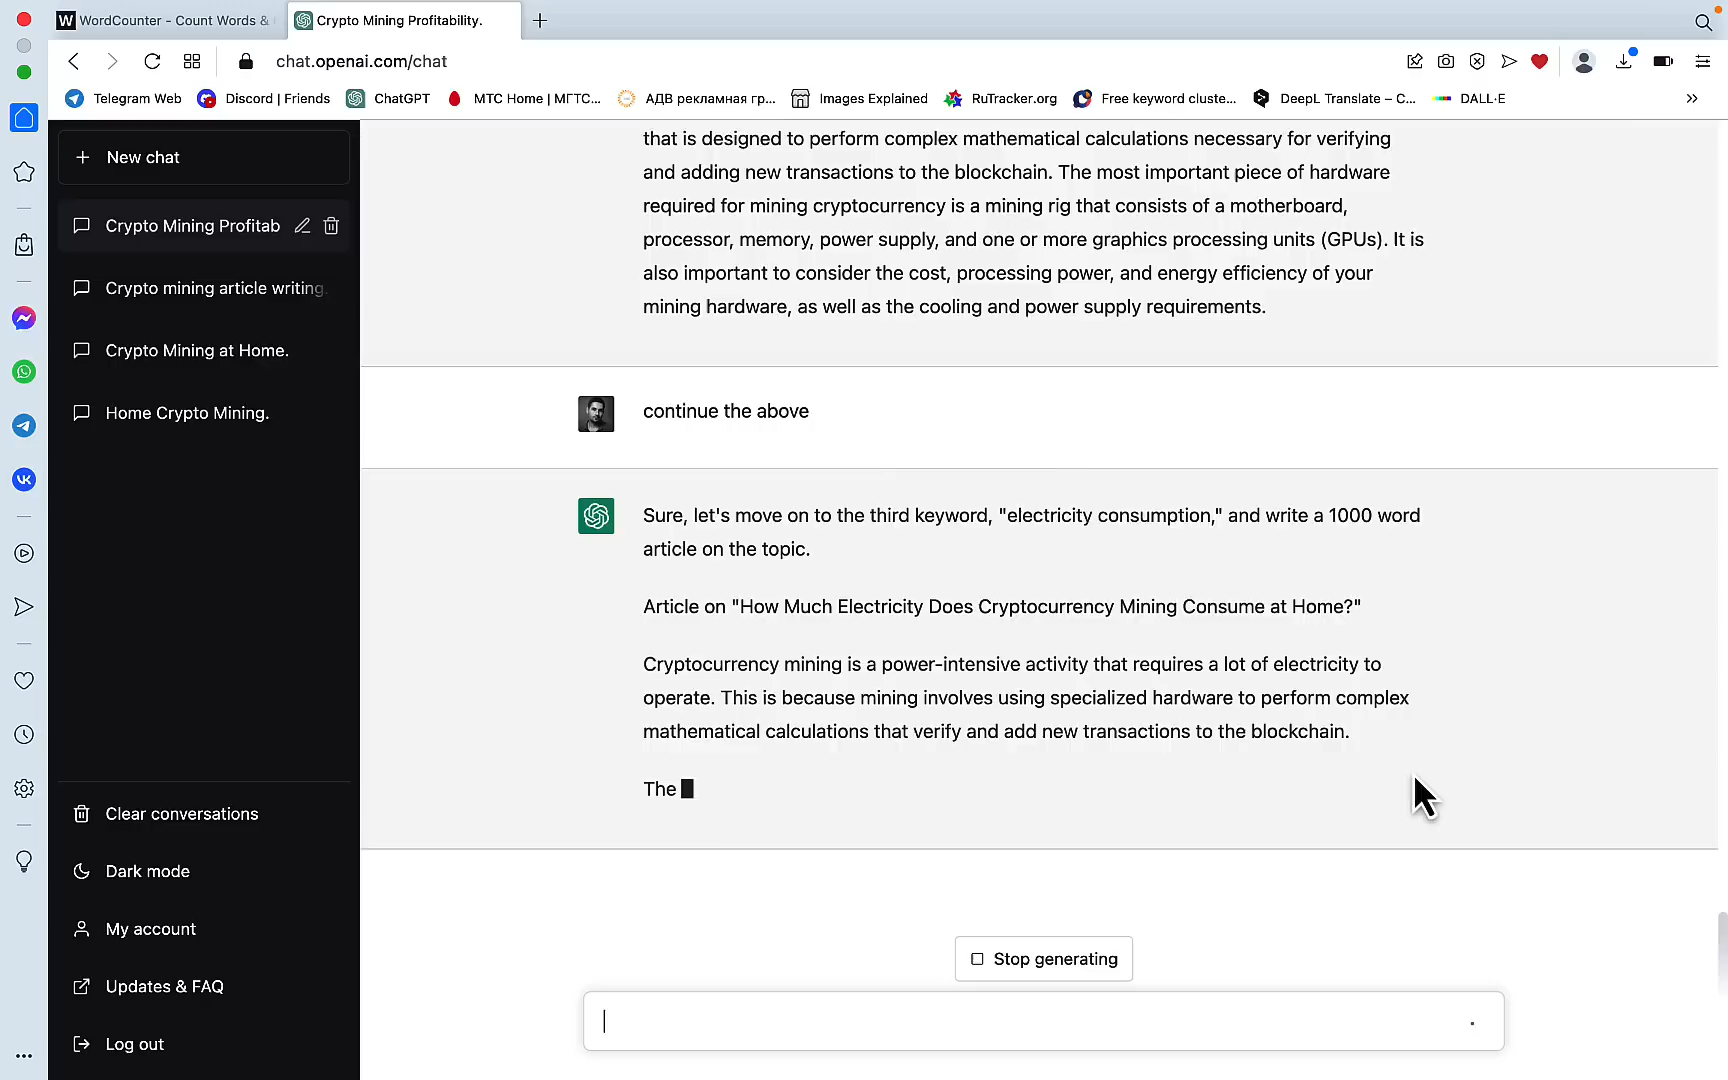 WordCounter - Count Words &
Crypto Mining Profitability.
chat.openai.com/chat
Telegram Web
Discord | Friends
ChatGPT
МТС Home | МГТС...
АДВ рекламная гр...
Images Explained
RuTracker.org
Free keyword cluste...
DeepL Translate – C...
DALL·E
New chat
Crypto Mining Profitab
Crypto mining article writing.
Crypto Mining at Home.
Home Crypto Mining.
Clear conversations
Dark mode
My account
Updates & FAQ
Log out
that is designed to perform complex mathematical calculations necessary for verifying
and adding new transactions to the blockchain. The most important piece of hardware
required for mining cryptocurrency is a mining rig that consists of a motherboard,
processor, memory, power supply, and one or more graphics processing units (GPUs). It is
also important to consider the cost, processing power, and energy efficiency of your
mining hardware, as well as the cooling and power supply requirements.
continue the above
Sure, let's move on to the third keyword, "electricity consumption," and write a 1000 word
article on the topic.
Article on "How Much Electricity Does Cryptocurrency Mining Consume at Home?"
Cryptocurrency mining is a power-intensive activity that requires a lot of electricity to
operate. This is because mining involves using specialized hardware to perform complex
mathematical calculations that verify and add new transactions to the blockchain.
The
Stop generating